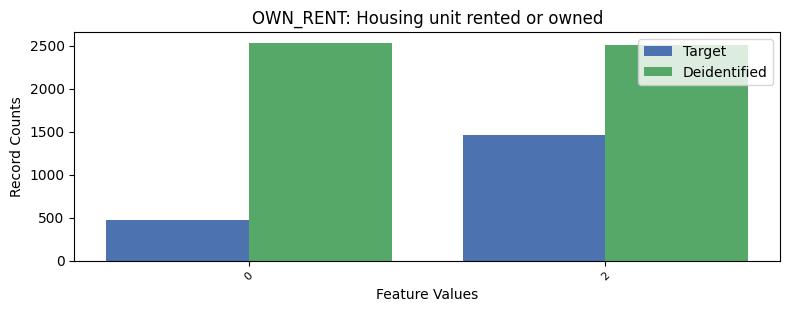 OWN_RENT: Housing unit rented or owned
Target
Deidentified
Record Counts
2500
2000
1500
1000
500
0
0
2
Feature Values